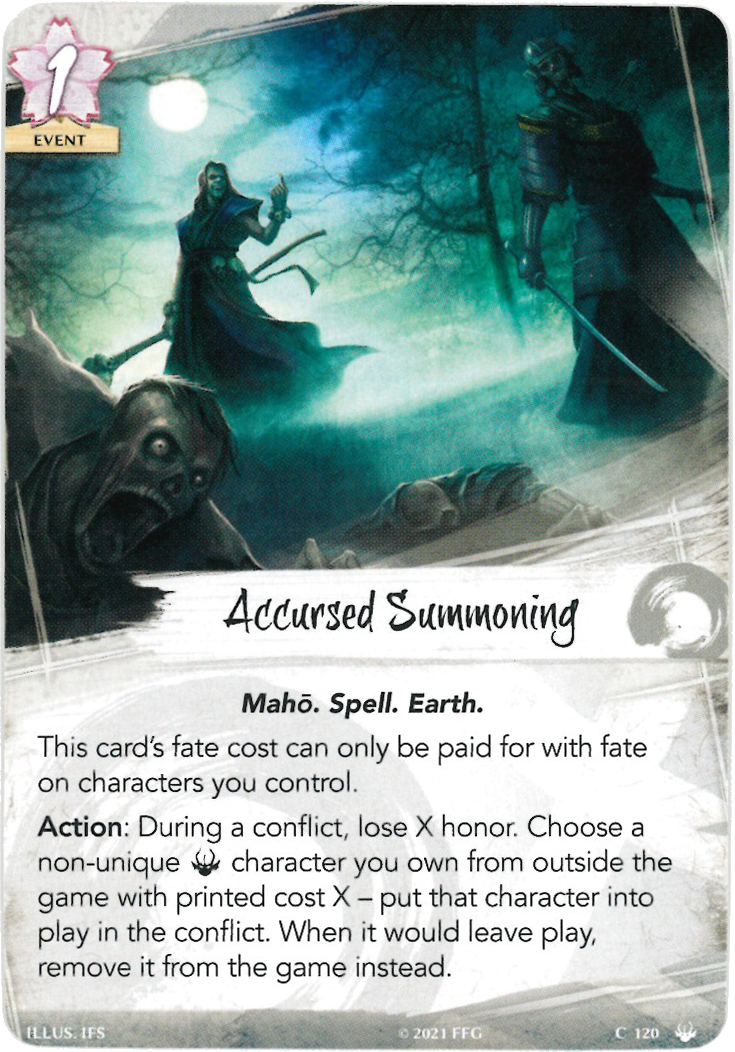 1
EVENT
Accursed Summoning
Mahō. Spell. Earth.
This card's fate cost can only be paid for with fate
on characters you control.
Action: During a conflict, lose X honor. Choose a
non-unique character you own from outside the
game with printed cost X – put that character into
play in the conflict. When it would leave play,
remove it from the game instead.
ILLUS. IFS © 2021 FFG C 120